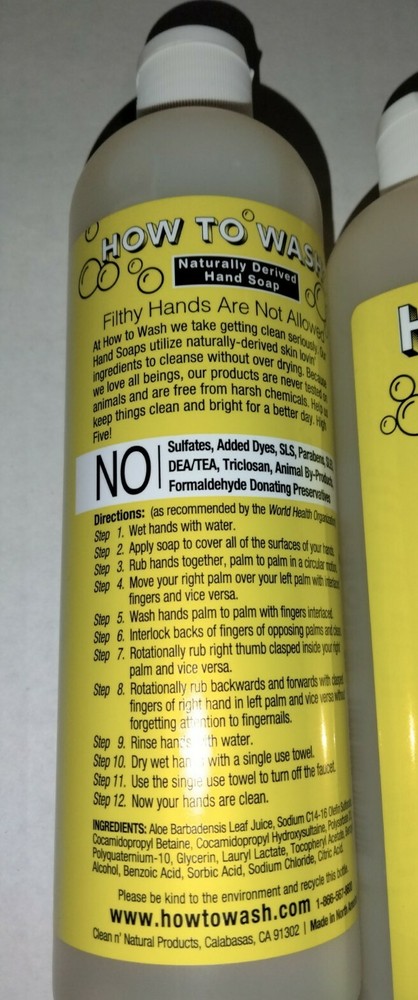 HOW TO WASH
Naturally Derived
Hand Soap
Filthy Hands Are Not Allowed
At How to Wash we take getting clean seriously. Our
Hand Soaps utilize naturally-derived skin lovin'
ingredients to cleanse without over drying. Because
we love all beings, our products are never tested on
animals and are free from harsh chemicals. Help us
keep things clean and bright for a better day. High
Five!
NO
Sulfates, Added Dyes, SLS, Parabens, SLES
DEA/TEA, Triclosan, Animal By-Products
Formaldehyde Donating Preservatives
Directions: (as recommended by the World Health Organization)
Step 1. Wet hands with water.
Step 2. Apply soap to cover all of the surfaces of your hands.
Step 3. Rub hands together, palm to palm in a circular motion.
Step 4. Move your right palm over your left palm with interlaced
fingers and vice versa.
Step 5. Wash hands palm to palm with fingers interlaced.
Step 6. Interlock backs of fingers of opposing palms and clasp
Step 7. Rotationally rub right thumb clasped inside your right
palm and vice versa.
Step 8. Rotationally rub backwards and forwards with clasped
fingers of right hand in left palm and vice versa without
forgetting attention to fingernails.
Step 9. Rinse hands with water.
Step 10. Dry wet hands with a single use towel.
Step 11. Use the single use towel to turn off the faucet.
Step 12. Now your hands are clean.
INGREDIENTS: Aloe Barbadensis Leaf Juice, Sodium C14-16 Olefin Sulfonate,
Cocamidopropyl Betaine, Cocamidopropyl Hydroxysultaine,
Polyquaternium-10, Glycerin, Lauryl Lactate, Tocopheryl Acetate, Benzyl
Alcohol, Benzoic Acid, Sorbic Acid, Sodium Chloride, Citric Acid.
Please be kind to the environment and recycle this bottle.
www.howtowash.com
Clean n' Natural Products, Calabasas, CA 91302 | Made in North America
H